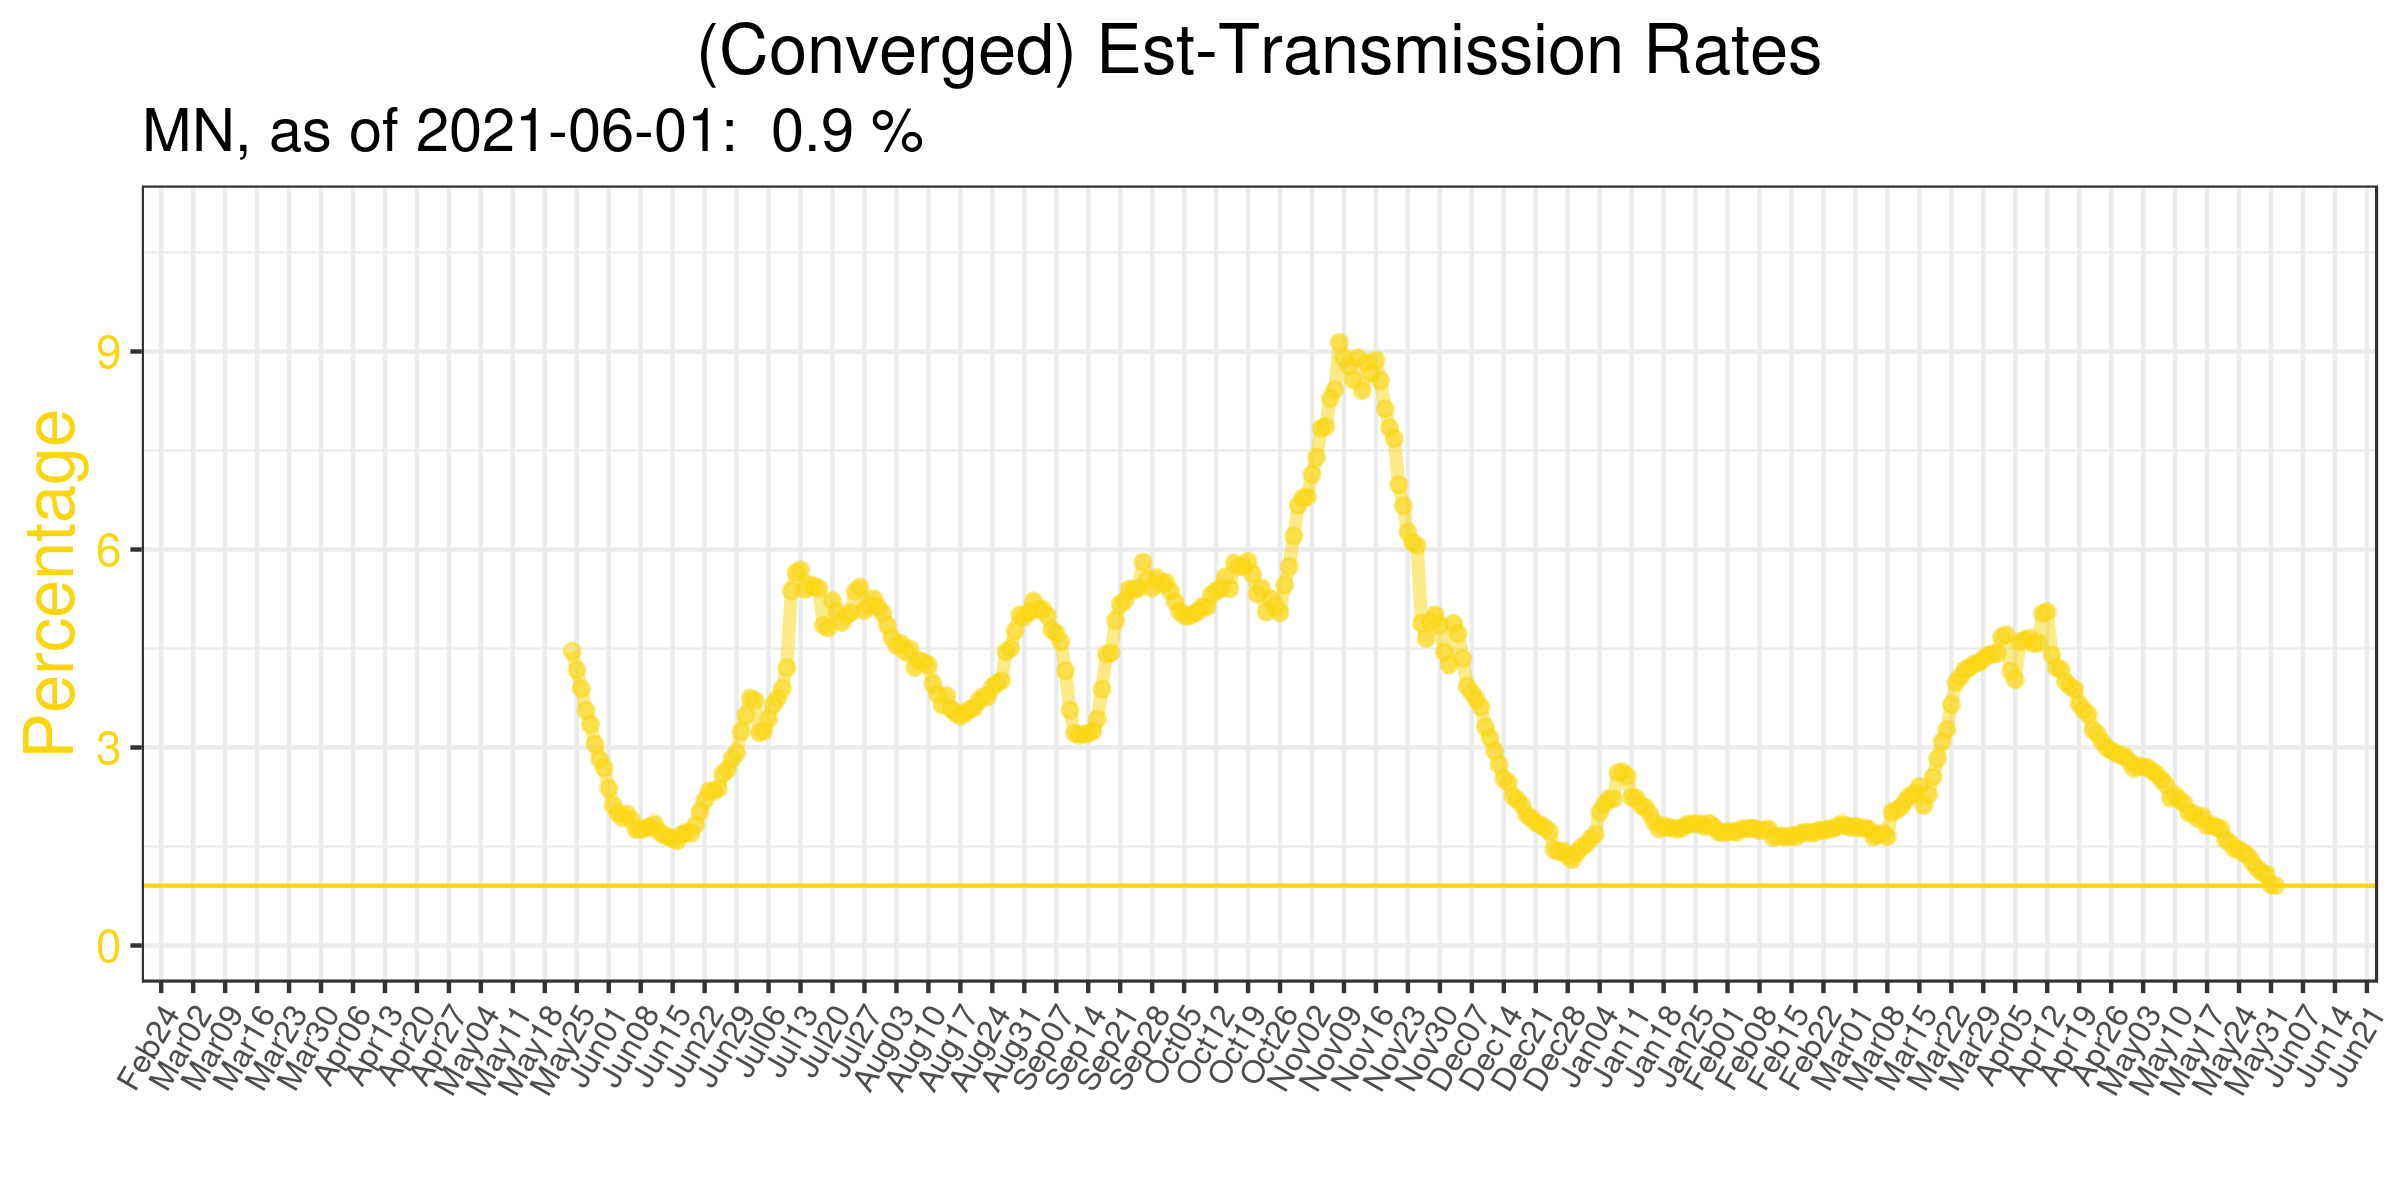 (Converged) Est-Transmission Rates
MN, as of 2021-06-01:  0.9 %
Percentage
9
6
3
0
Feb24
Mar02
Mar09
Mar16
Mar23
Mar30
Apr06
Apr13
Apr20
Apr27
May04
May11
May18
May25
Jun01
Jun08
Jun15
Jun22
Jun29
Jul06
Jul13
Jul20
Jul27
Aug03
Aug10
Aug17
Aug24
Aug31
Sep07
Sep14
Sep21
Sep28
Oct05
Oct12
Oct19
Oct26
Nov02
Nov09
Nov16
Nov23
Nov30
Dec07
Dec14
Dec21
Dec28
Jan04
Jan11
Jan18
Jan25
Feb01
Feb08
Feb15
Feb22
Mar01
Mar08
Mar15
Mar22
Mar29
Apr05
Apr12
Apr19
Apr26
May03
May10
May17
May24
May31
Jun07
Jun14
Jun21